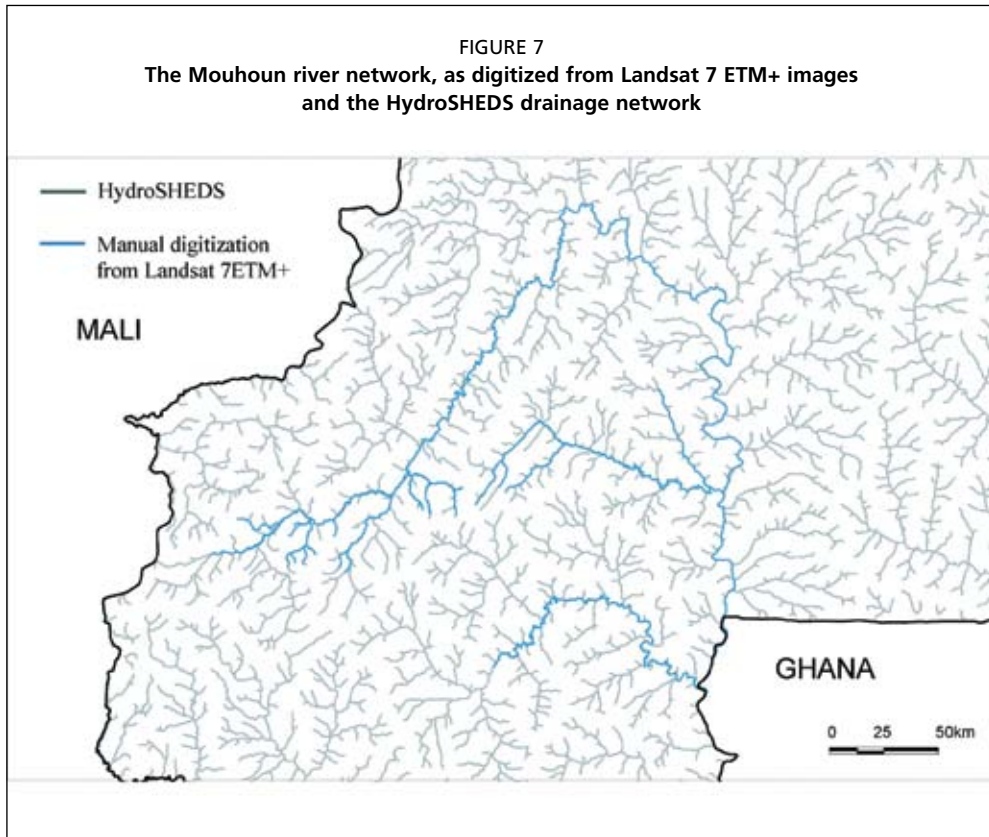 FIGURE 7
The Mouhoun river network, as digitized from Landsat 7 ETM+ images
and the HydroSHEDS drainage network
HydroSHEDS
Manual digitization
from Landsat 7ETM+
MALI
GHANA
0 25 50km